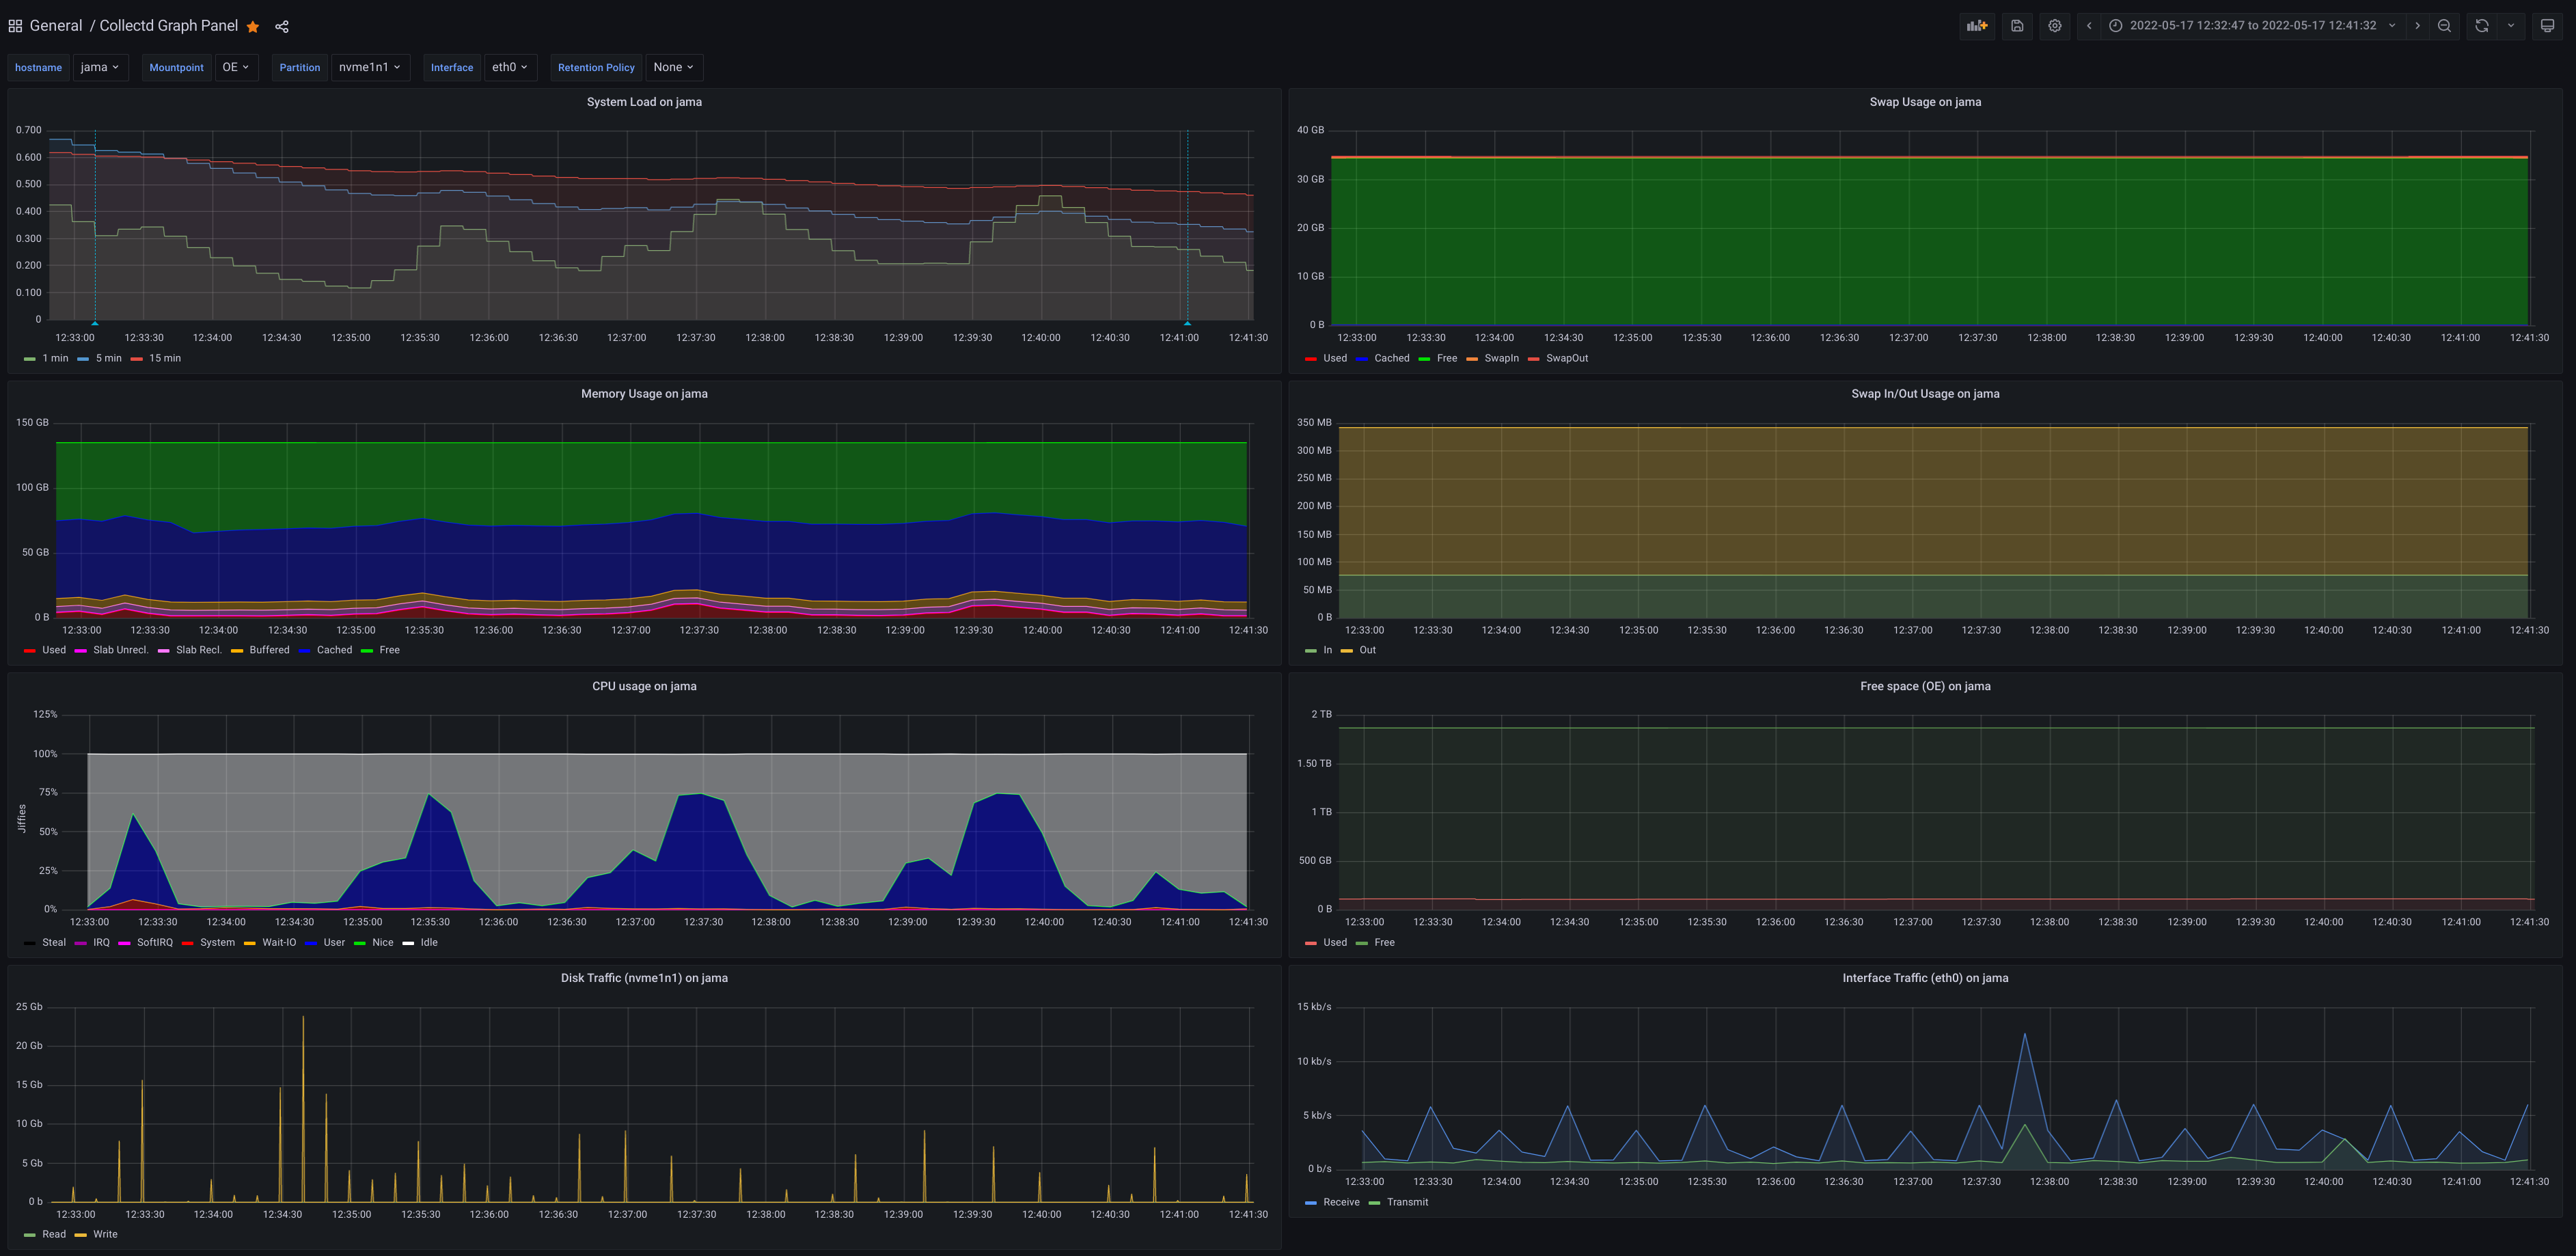 General / Collectd Graph Panel
2022-05-17 12:32:47 to 2022-05-17 12:41:32
hostname jama Mountpoint OE Partition nvme1n1 Interface eth0 Retention Policy None
System Load on jama
0.700
0.600
0.500
0.400
0.300
0.200
0.100
0
12:33:00 12:33:30 12:34:00 12:34:30 12:35:00 12:35:30 12:36:00 12:36:30 12:37:00 12:37:30 12:38:00 12:38:30 12:39:00 12:39:30 12:40:00 12:40:30 12:41:00 12:41:30
1 min 5 min 15 min
Swap Usage on jama
40 GB
30 GB
20 GB
10 GB
0 B
12:33:00 12:33:30 12:34:00 12:34:30 12:35:00 12:35:30 12:36:00 12:36:30 12:37:00 12:37:30 12:38:00 12:38:30 12:39:00 12:39:30 12:40:00 12:40:30 12:41:00 12:41:30
Used Cached Free SwapIn SwapOut
Memory Usage on jama
150 GB
100 GB
50 GB
0 B
12:33:00 12:33:30 12:34:00 12:34:30 12:35:00 12:35:30 12:36:00 12:36:30 12:37:00 12:37:30 12:38:00 12:38:30 12:39:00 12:39:30 12:40:00 12:40:30 12:41:00 12:41:30
Used Slab Unrecl. Slab Recl. Buffered Cached Free
Swap In/Out Usage on jama
350 MB
300 MB
250 MB
200 MB
150 MB
100 MB
50 MB
0 B
12:33:00 12:33:30 12:34:00 12:34:30 12:35:00 12:35:30 12:36:00 12:36:30 12:37:00 12:37:30 12:38:00 12:38:30 12:39:00 12:39:30 12:40:00 12:40:30 12:41:00 12:41:30
In Out
CPU usage on jama
Jiffies
125%
100%
75%
50%
25%
0%
12:33:00 12:33:30 12:34:00 12:34:30 12:35:00 12:35:30 12:36:00 12:36:30 12:37:00 12:37:30 12:38:00 12:38:30 12:39:00 12:39:30 12:40:00 12:40:30 12:41:00 12:41:30
Steal IRQ SoftIRQ System Wait-IO User Nice Idle
Free space (OE) on jama
2 TB
1.50 TB
1 TB
500 GB
0 B
12:33:00 12:33:30 12:34:00 12:34:30 12:35:00 12:35:30 12:36:00 12:36:30 12:37:00 12:37:30 12:38:00 12:38:30 12:39:00 12:39:30 12:40:00 12:40:30 12:41:00 12:41:30
Used Free
Disk Traffic (nvme1n1) on jama
25 Gb
20 Gb
15 Gb
10 Gb
5 Gb
0 b
12:33:00 12:33:30 12:34:00 12:34:30 12:35:00 12:35:30 12:36:00 12:36:30 12:37:00 12:37:30 12:38:00 12:38:30 12:39:00 12:39:30 12:40:00 12:40:30 12:41:00 12:41:30
Read Write
Interface Traffic (eth0) on jama
15 kb/s
10 kb/s
5 kb/s
0 b/s
12:33:00 12:33:30 12:34:00 12:34:30 12:35:00 12:35:30 12:36:00 12:36:30 12:37:00 12:37:30 12:38:00 12:38:30 12:39:00 12:39:30 12:40:00 12:40:30 12:41:00 12:41:30
Receive Transmit